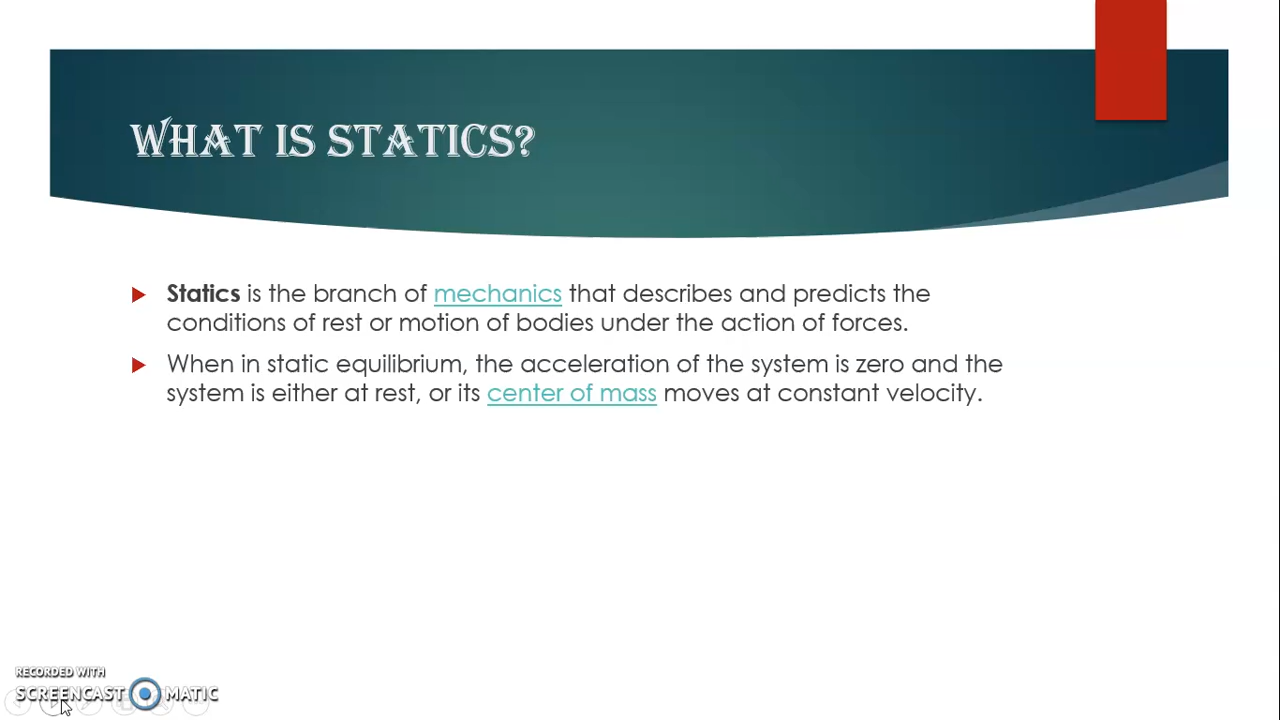 WHAT IS STATICS?
Statics is the branch of mechanics that describes and predicts the
conditions of rest or motion of bodies under the action of forces.
When in static equilibrium, the acceleration of the system is zero and the
system is either at rest, or its center of mass moves at constant velocity.
RECORDED WITH
SCREENCAST MATIC